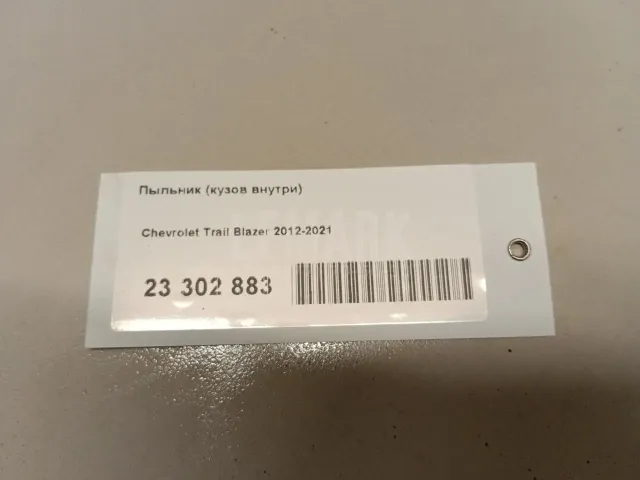 Пыльник (кузов внутри)
Chevrolet Trail Blazer 2012-2021
23 302 883